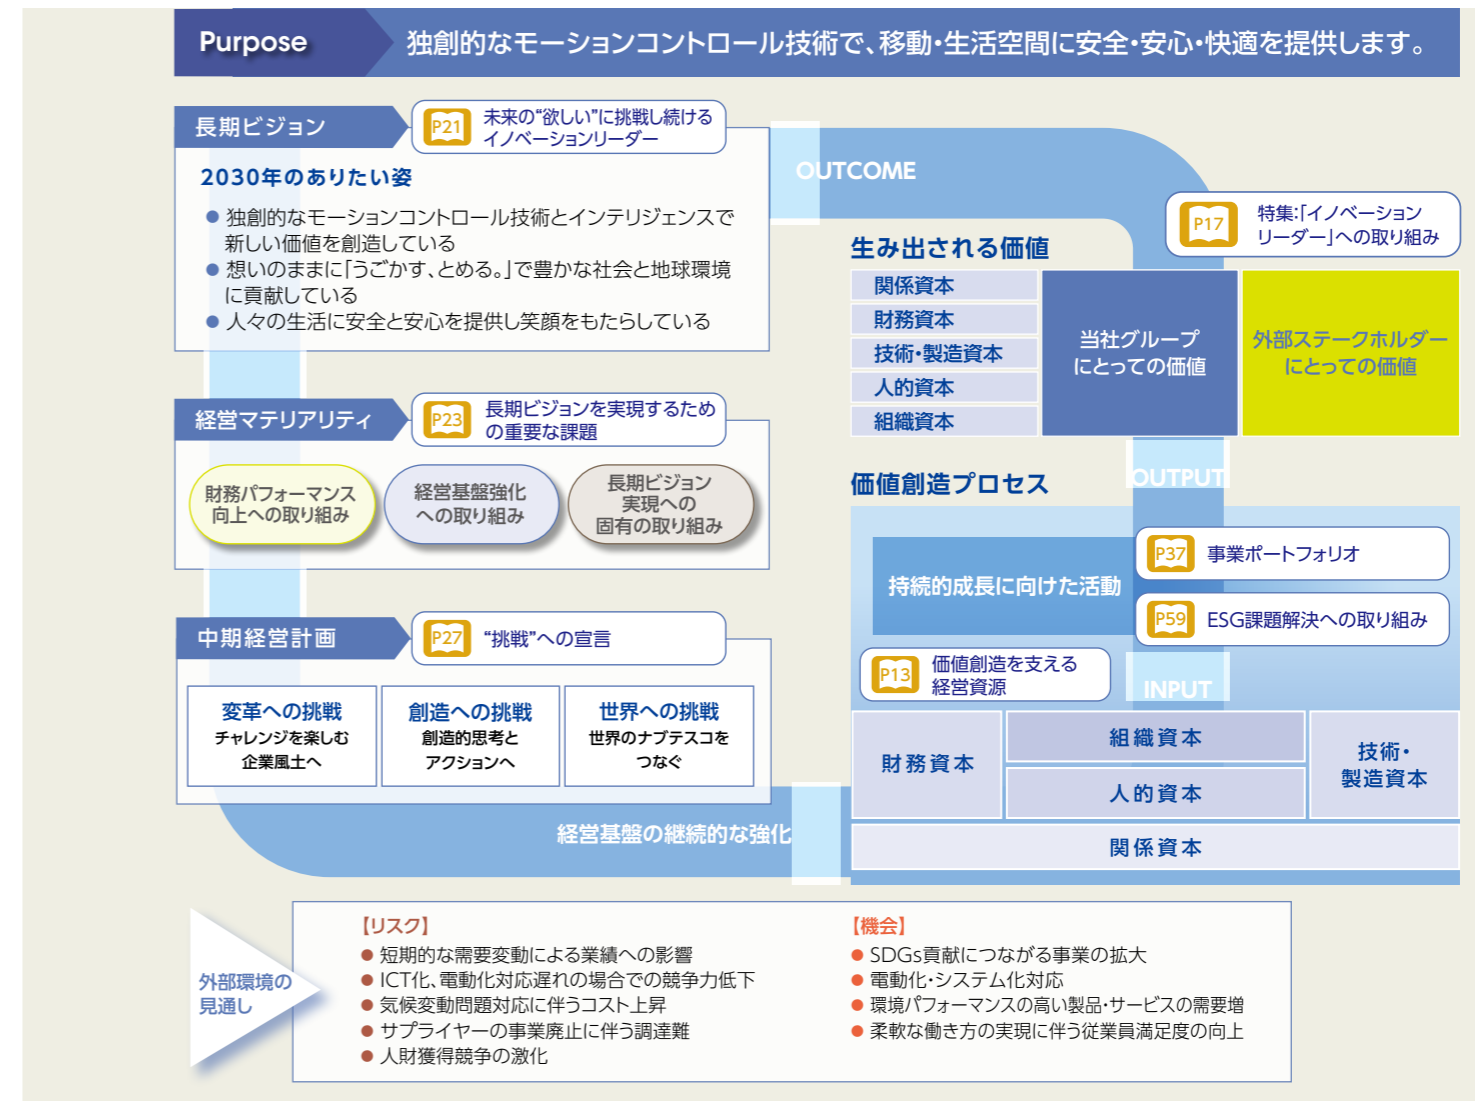 Purpose
独創的なモーションコントロール技術で、移動・生活空間に安全・安心・快適を提供します。
長期ビジョン
P21
未来の“欲しい”に挑戦し続ける
イノベーションリーダー
2030年のありたい姿
● 独創的なモーションコントロール技術とインテリジェンスで
新しい価値を創造している
● 想いのままに「うごかす、とめる。」で豊かな社会と地球環境
に貢献している
● 人々の生活に安全と安心を提供し笑顔をもたらしている
経営マテリアリティ
P23
長期ビジョンを実現するため
の重要な課題
財務パフォーマンス
向上への取り組み
経営基盤強化
への取り組み
長期ビジョン
実現への
固有の取り組み
中期経営計画
P27
“挑戦”への宣言
変革への挑戦
チャレンジを楽しむ
企業風土へ
創造への挑戦
創造的思考と
アクションへ
世界への挑戦
世界のナブテスコを
つなぐ
経営基盤の継続的な強化
OUTCOME
P17
特集:「イノベーション
リーダー」への取り組み
生み出される価値
関係資本
財務資本
技術・製造資本
人的資本
組織資本
当社グループ
にとっての価値
外部ステークホルダー
にとっての価値
OUTPUT
価値創造プロセス
持続的成長に向けた活動
P37
事業ポートフォリオ
P59
ESG課題解決への取り組み
P13
価値創造を支える
経営資源
INPUT
財務資本
組織資本
人的資本
技術・
製造資本
関係資本
外部環境の
見通し
【リスク】
● 短期的な需要変動による業績への影響
● ICT化、電動化対応遅れの場合での競争力低下
● 気候変動問題対応に伴うコスト上昇
● サプライヤーの事業廃止に伴う調達難
● 人財獲得競争の激化
【機会】
● SDGs貢献につながる事業の拡大
● 電動化・システム化対応
● 環境パフォーマンスの高い製品・サービスの需要増
● 柔軟な働き方の実現に伴う従業員満足度の向上